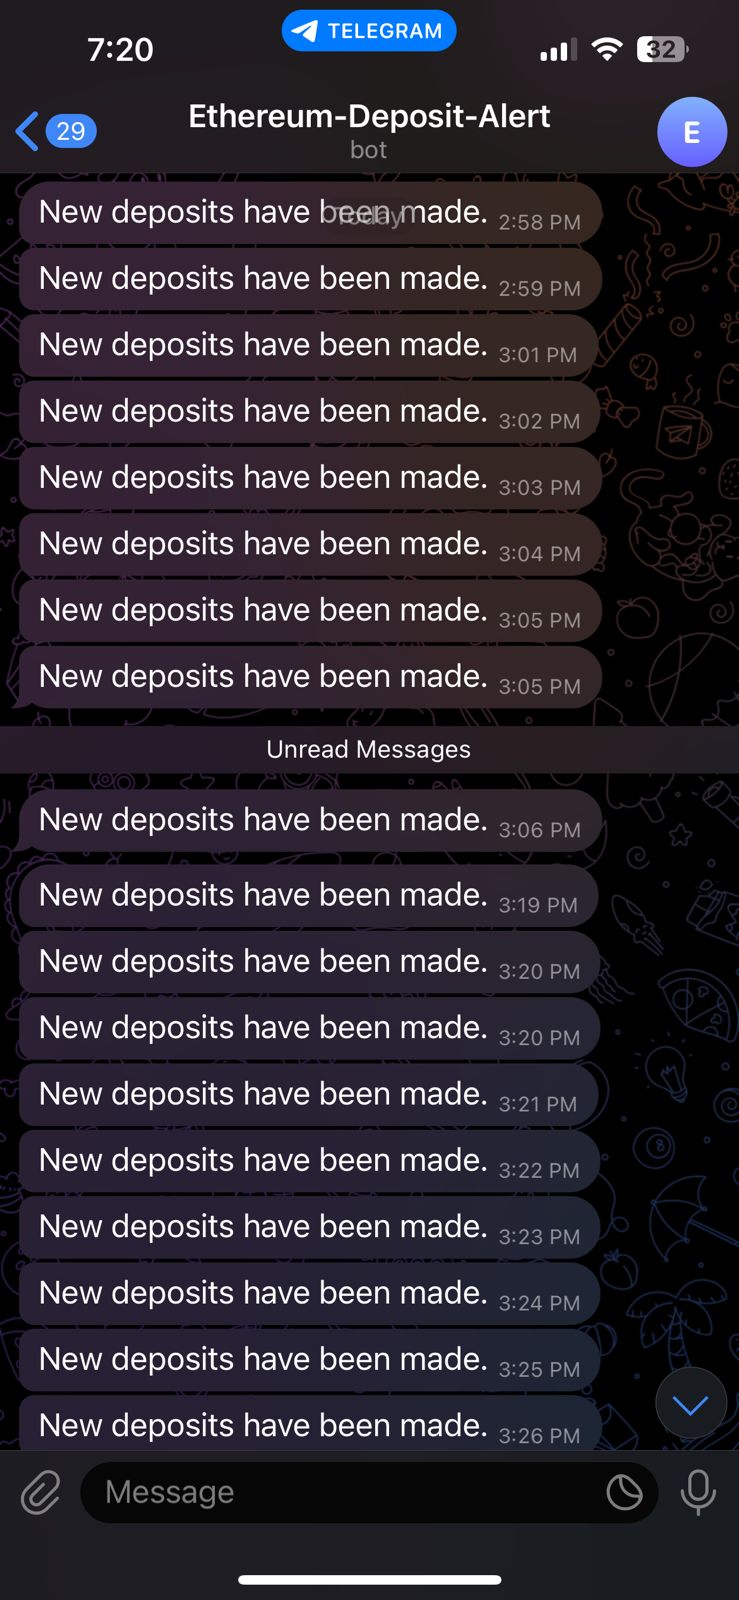 7:20
TELEGRAM
32
29
Ethereum-Deposit-Alert
E
bot
Today
New deposits have been made. 2:58 PM
New deposits have been made. 2:59 PM
New deposits have been made. 3:01 PM
New deposits have been made. 3:02 PM
New deposits have been made. 3:03 PM
New deposits have been made. 3:04 PM
New deposits have been made. 3:05 PM
New deposits have been made. 3:05 PM
Unread Messages
New deposits have been made. 3:06 PM
New deposits have been made. 3:19 PM
New deposits have been made. 3:20 PM
New deposits have been made. 3:20 PM
New deposits have been made. 3:21 PM
New deposits have been made. 3:22 PM
New deposits have been made. 3:23 PM
New deposits have been made. 3:24 PM
New deposits have been made. 3:25 PM
New deposits have been made. 3:26 PM
Message